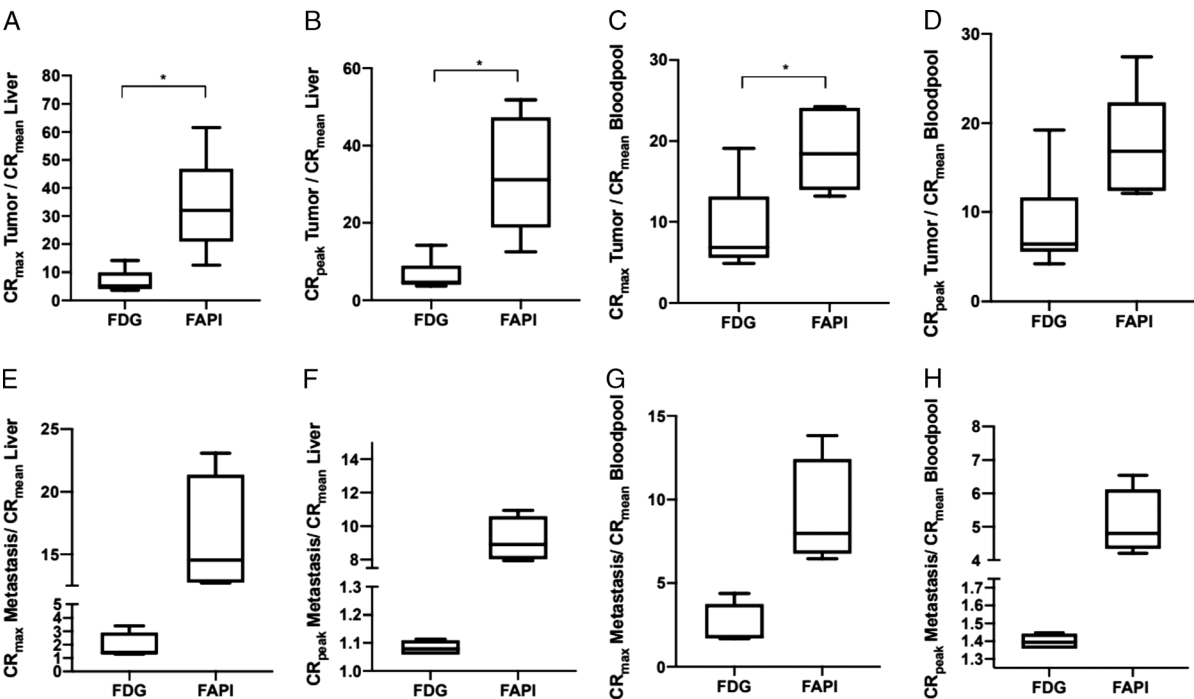 A
CRmax Tumor / CRmean Liver
80
70
60
50
40
30
20
10
0
*
FDG
FAPI
B
CRpeak Tumor / CRmean Liver
60
40
20
0
*
FDG
FAPI
C
CRmax Tumor / CRmean Bloodpool
30
20
10
0
*
FDG
FAPI
D
CRpeak Tumor / CRmean Bloodpool
30
20
10
0
FDG
FAPI
E
CRmax Metastasis/ CRmean Liver
25
20
15
5
4
3
2
1
0
FDG
FAPI
F
CRpeak Metastasis/ CRmean Liver
14
12
10
8
1.3
1.2
1.1
1.0
FDG
FAPI
G
CRmax Metastasis/ CRmean Bloodpool
15
10
5
0
FDG
FAPI
H
CRpeak Metastasis/ CRmean Bloodpool
8
7
6
5
4
1.7
1.6
1.5
1.4
1.3
FDG
FAPI